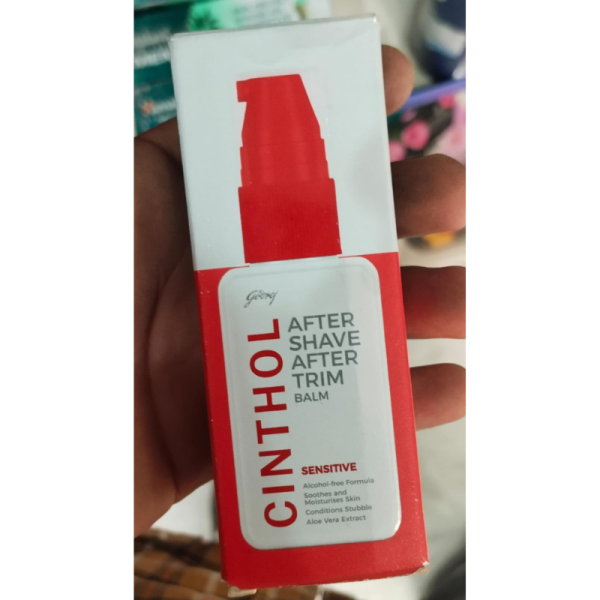 Godrej
CINTHOL
AFTER
SHAVE
AFTER
TRIM
BALM
SENSITIVE
Alcohol-free Formula
Soothes and
Moisturises Skin
Conditions Stubble
Aloe Vera Extract